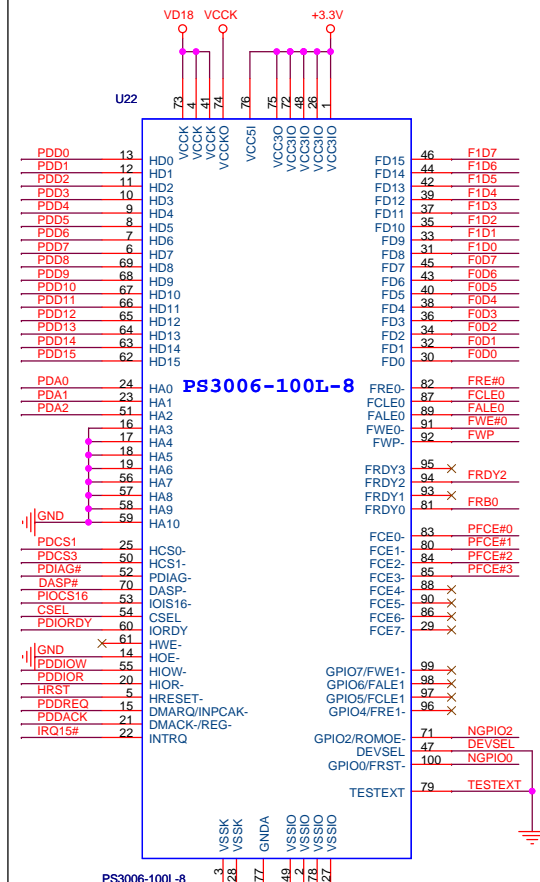 VD18 VCCK +3.3V
U22
73 4 41 74 76 75 72 48 26 1
VCCK VCCK VCCK VCCKO VCC5I VCC3O VCC3IO VCC3IO VCC3IO VCC3IO
PDD0 13 HD0 FD15 46 F1D7
PDD1 12 HD1 FD14 44 F1D6
PDD2 11 HD2 FD13 42 F1D5
PDD3 10 HD3 FD12 39 F1D4
PDD4 9 HD4 FD11 37 F1D3
PDD5 8 HD5 FD10 35 F1D2
PDD6 7 HD6 FD9 33 F1D1
PDD7 6 HD7 FD8 31 F1D0
PDD8 69 HD8 FD7 45 F0D7
PDD9 68 HD9 FD6 43 F0D6
PDD10 67 HD10 FD5 40 F0D5
PDD11 66 HD11 FD4 38 F0D4
PDD12 65 HD12 FD3 36 F0D3
PDD13 64 HD13 FD2 34 F0D2
PDD14 63 HD14 FD1 32 F0D1
PDD15 62 HD15 FD0 30 F0D0
PS3006-100L-8
PDA0 24 HA0 FRE0- 82 FRE#0
PDA1 23 HA1 FCLE0 87 FCLE0
PDA2 51 HA2 FALE0 89 FALE0
16 HA3 FWE0- 91 FWE#0
17 HA4 FWP- 92 FWP
18 HA5
19 HA6 FRDY3 95
56 HA7 FRDY2 94 FRDY2
57 HA8 FRDY1 93
58 HA9 FRDY0 81 FRB0
GND 59 HA10
FCE0- 83 PFCE#0
PDCS1 25 HCS0- FCE1- 80 PFCE#1
PDCS3 50 HCS1- FCE2- 84 PFCE#2
PDIAG# 52 PDIAG- FCE3- 85 PFCE#3
DASP# 70 DASP- FCE4- 88
PIOCS16 53 IOIS16- FCE5- 90
CSEL 54 CSEL FCE6- 86
PDIORDY 60 IORDY FCE7- 29
61 HWE-
GND 14 HOE-
PDDIOW 55 HIOW- GPIO7/FWE1- 99
PDDIOR 20 HIOR- GPIO6/FALE1 98
HRST 5 HRESET- GPIO5/FCLE1 97
PDDREQ 15 DMARQ/INPCAK- GPIO4/FRE1- 96
PDDACK 21 DMACK-/REG-
IRQ15# 22 INTRQ GPIO2/ROMOE- 71 NGPIO2
DEVSEL 47 DEVSEL
GPIO0/FRST- 100 NGPIO0
TESTEXT 79 TESTEXT
VSSK VSSK GNDA VSSIO VSSIO VSSIO VSSIO
3 28 77 49 2 78 27
PS3006-100L-8